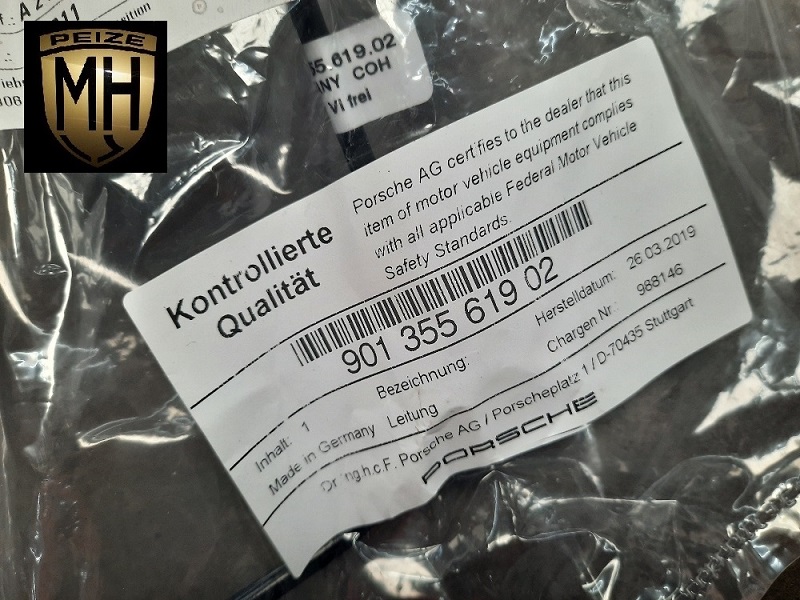 osition
PEIZE
MH
55.619.02
COH
Vi frei
Kontrollierte
Qualität
Porsche AG certifies to the dealer that this
item of motor vehicle equipment complies
with all applicable Federal Motor Vehicle
Safety Standards.
901 355 619 02
Herstelldatum: 26.03.2019
Bezeichnung:
Chargen Nr.: 988146
Inhalt: 1
Made in Germany Leitung
Dr. Ing.h.c.F. Porsche AG / Porscheplatz 1 / D-70435 Stuttgart
PORSCHE